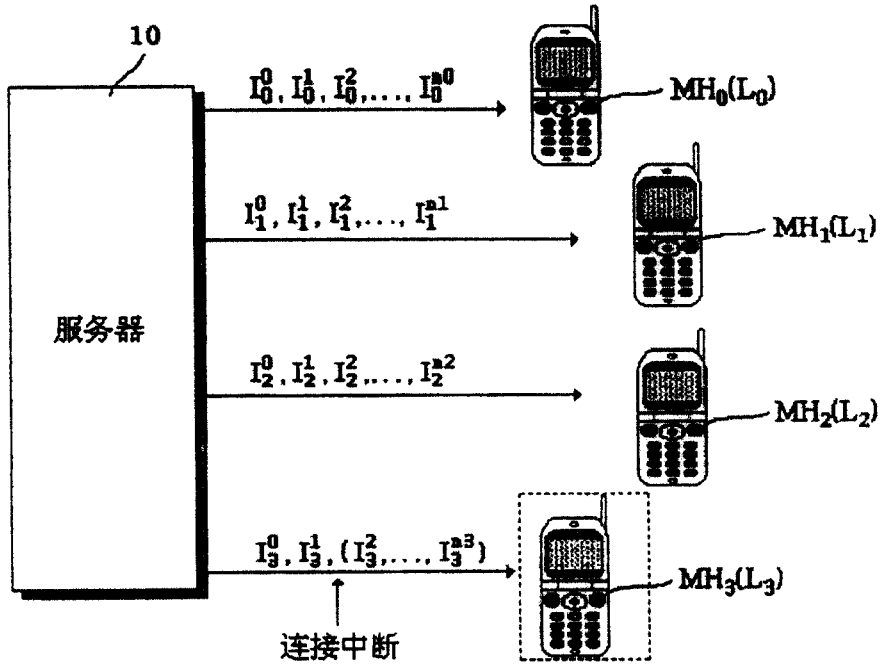 10
I₀⁰, I₀¹, I₀², ..., I₀ⁿ⁰
MH₀(L₀)
I₁⁰, I₁¹, I₁², ..., I₁ⁿ¹
MH₁(L₁)
服务器
I₂⁰, I₂¹, I₂², ..., I₂ⁿ²
MH₂(L₂)
I₃⁰, I₃¹, (I₃², ..., I₃ⁿ³)
MH₃(L₃)
连接中断